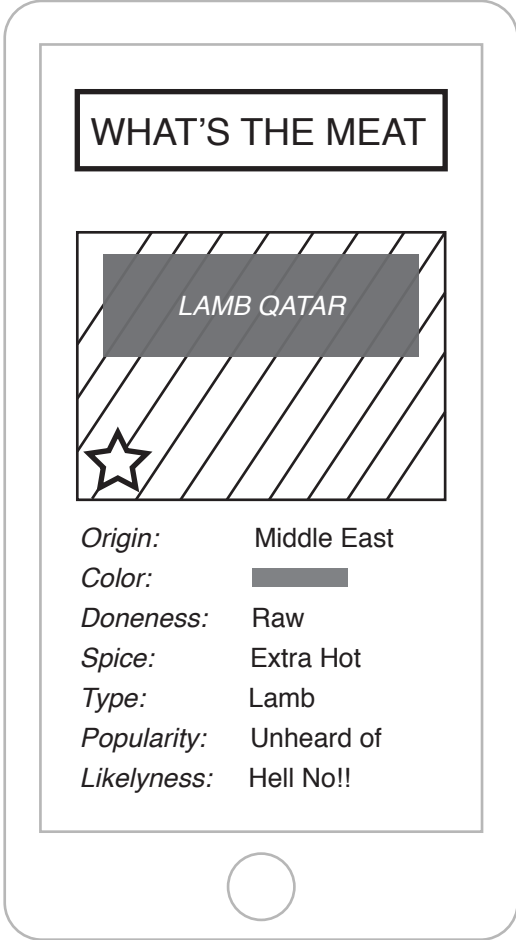 WHAT'S THE MEAT
LAMB QATAR
Origin: Middle East
Color:
Doneness: Raw
Spice: Extra Hot
Type: Lamb
Popularity: Unheard of
Likelyness: Hell No!!